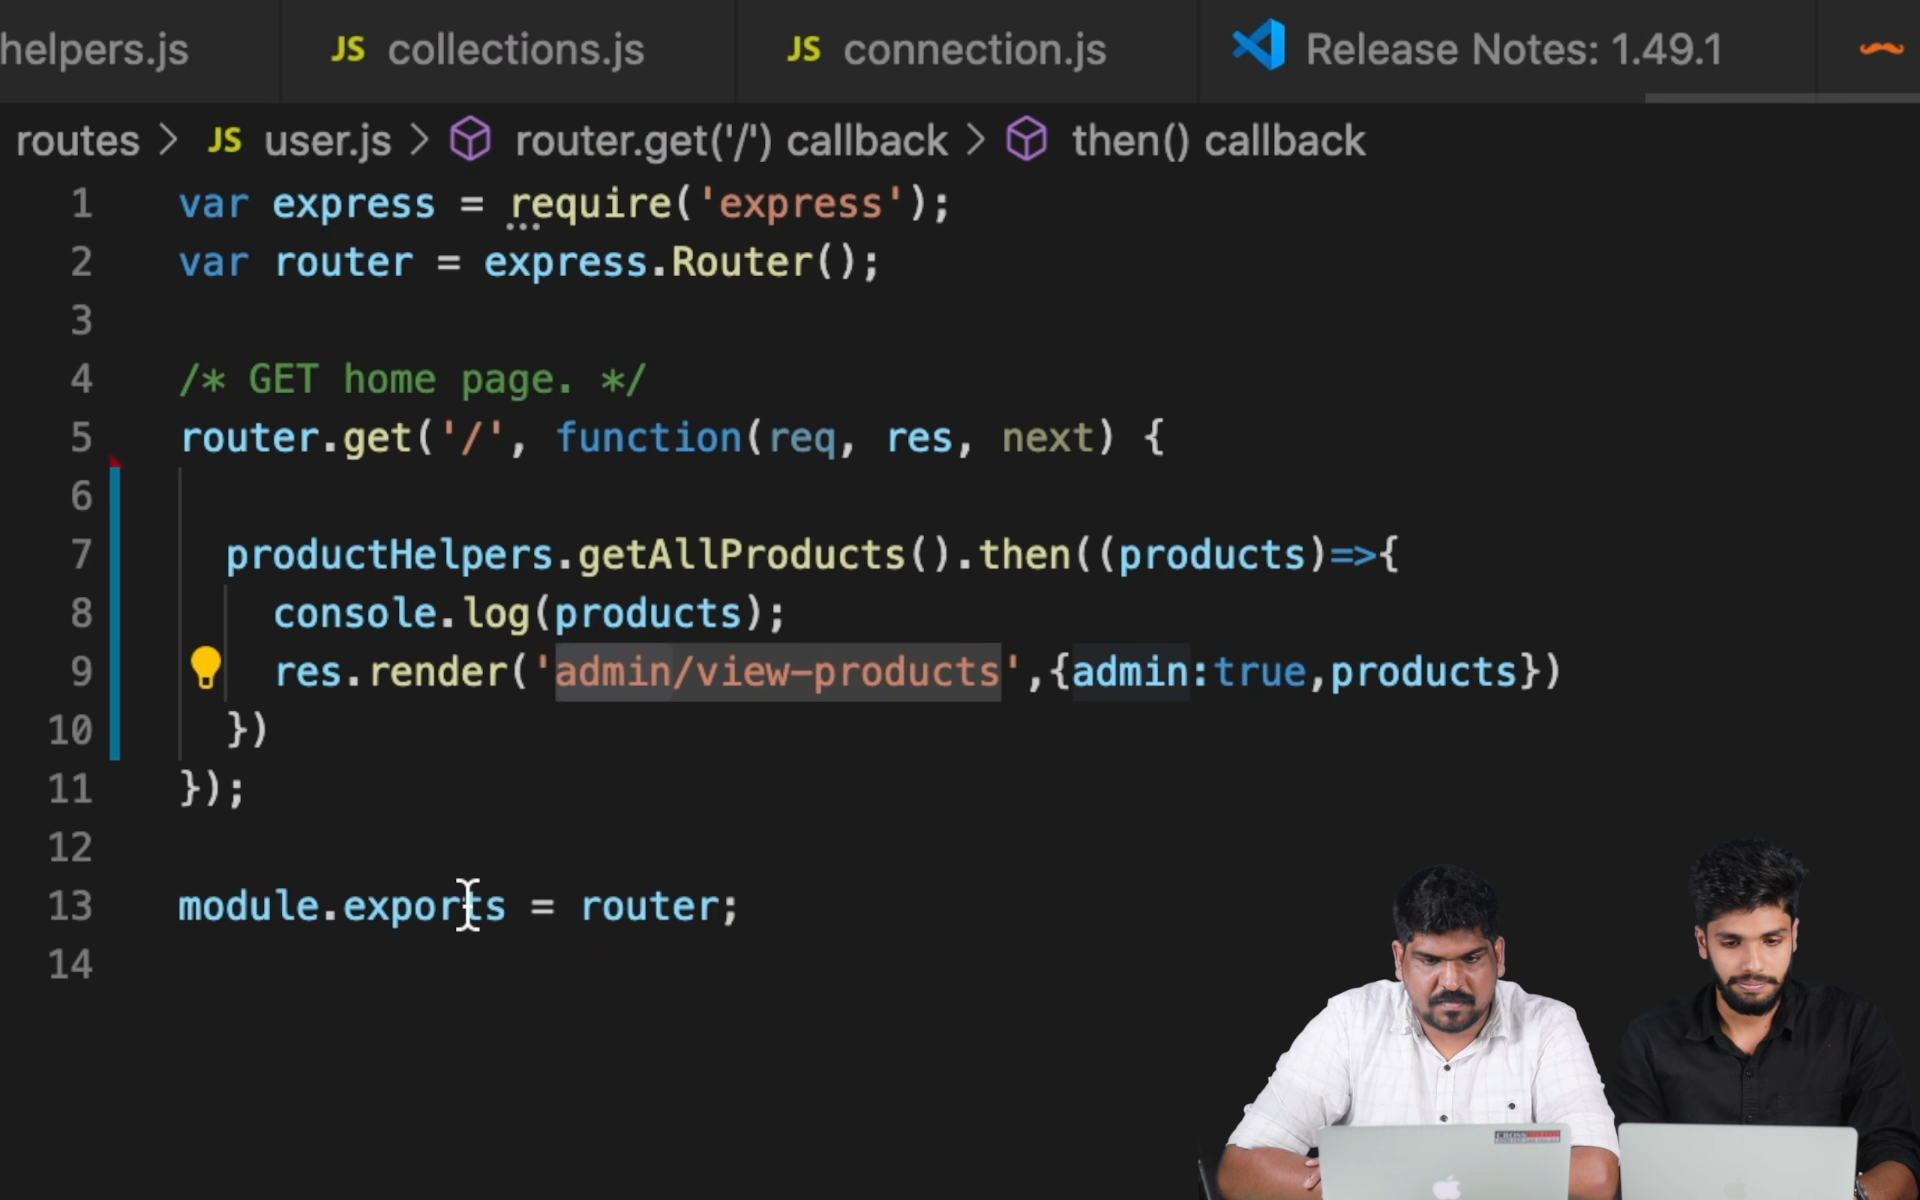 helpers.js
JS collections.js
JS connection.js
Release Notes: 1.49.1
routes > JS user.js > router.get('/') callback > then() callback
1 var express = require('express');
2 var router = express.Router();
3
4 /* GET home page. */
5 router.get('/', function(req, res, next) {
6
7 productHelpers.getAllProducts().then((products)=>{
8 console.log(products);
9 res.render('admin/view-products',{admin:true,products})
10 })
11 });
12
13 module.exports = router;
14